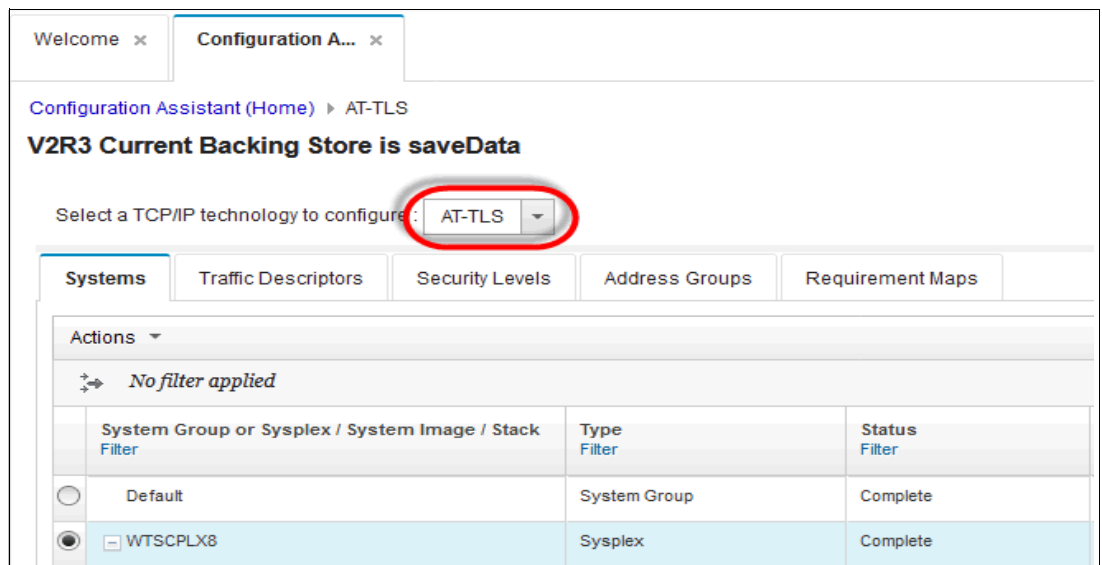 Welcome × Configuration A... ×
Configuration Assistant (Home) ▸ AT-TLS
V2R3 Current Backing Store is saveData
Select a TCP/IP technology to configure : AT-TLS
Systems Traffic Descriptors Security Levels Address Groups Requirement Maps
Actions
No filter applied
System Group or Sysplex / System Image / Stack Type Status
Filter Filter Filter
Default System Group Complete
WTSCPLX8 Sysplex Complete